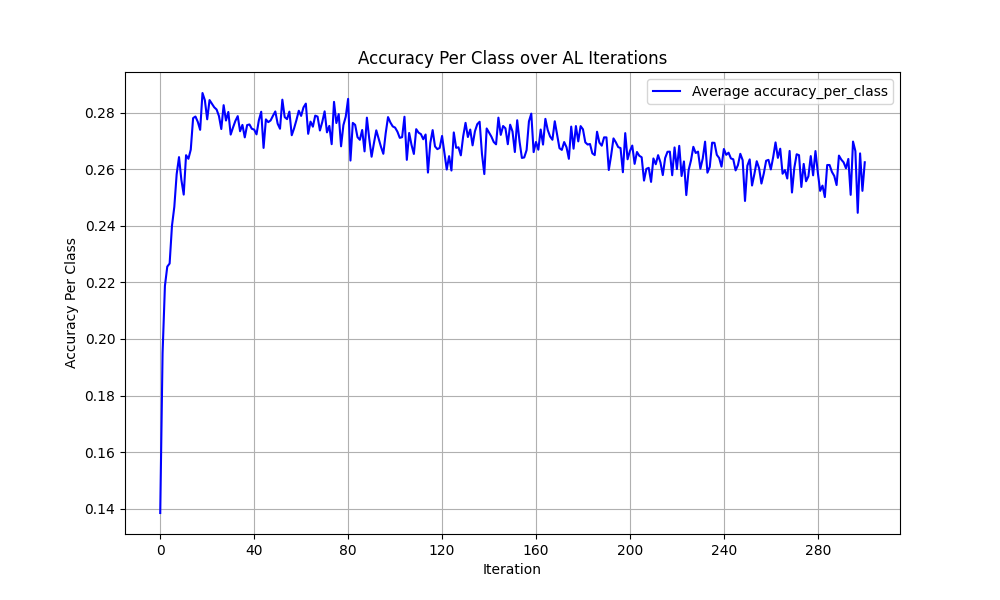 Accuracy Per Class over AL Iterations
Average accuracy_per_class
Accuracy Per Class
0.28
0.26
0.24
0.22
0.20
0.18
0.16
0.14
0 40 80 120 160 200 240 280
Iteration